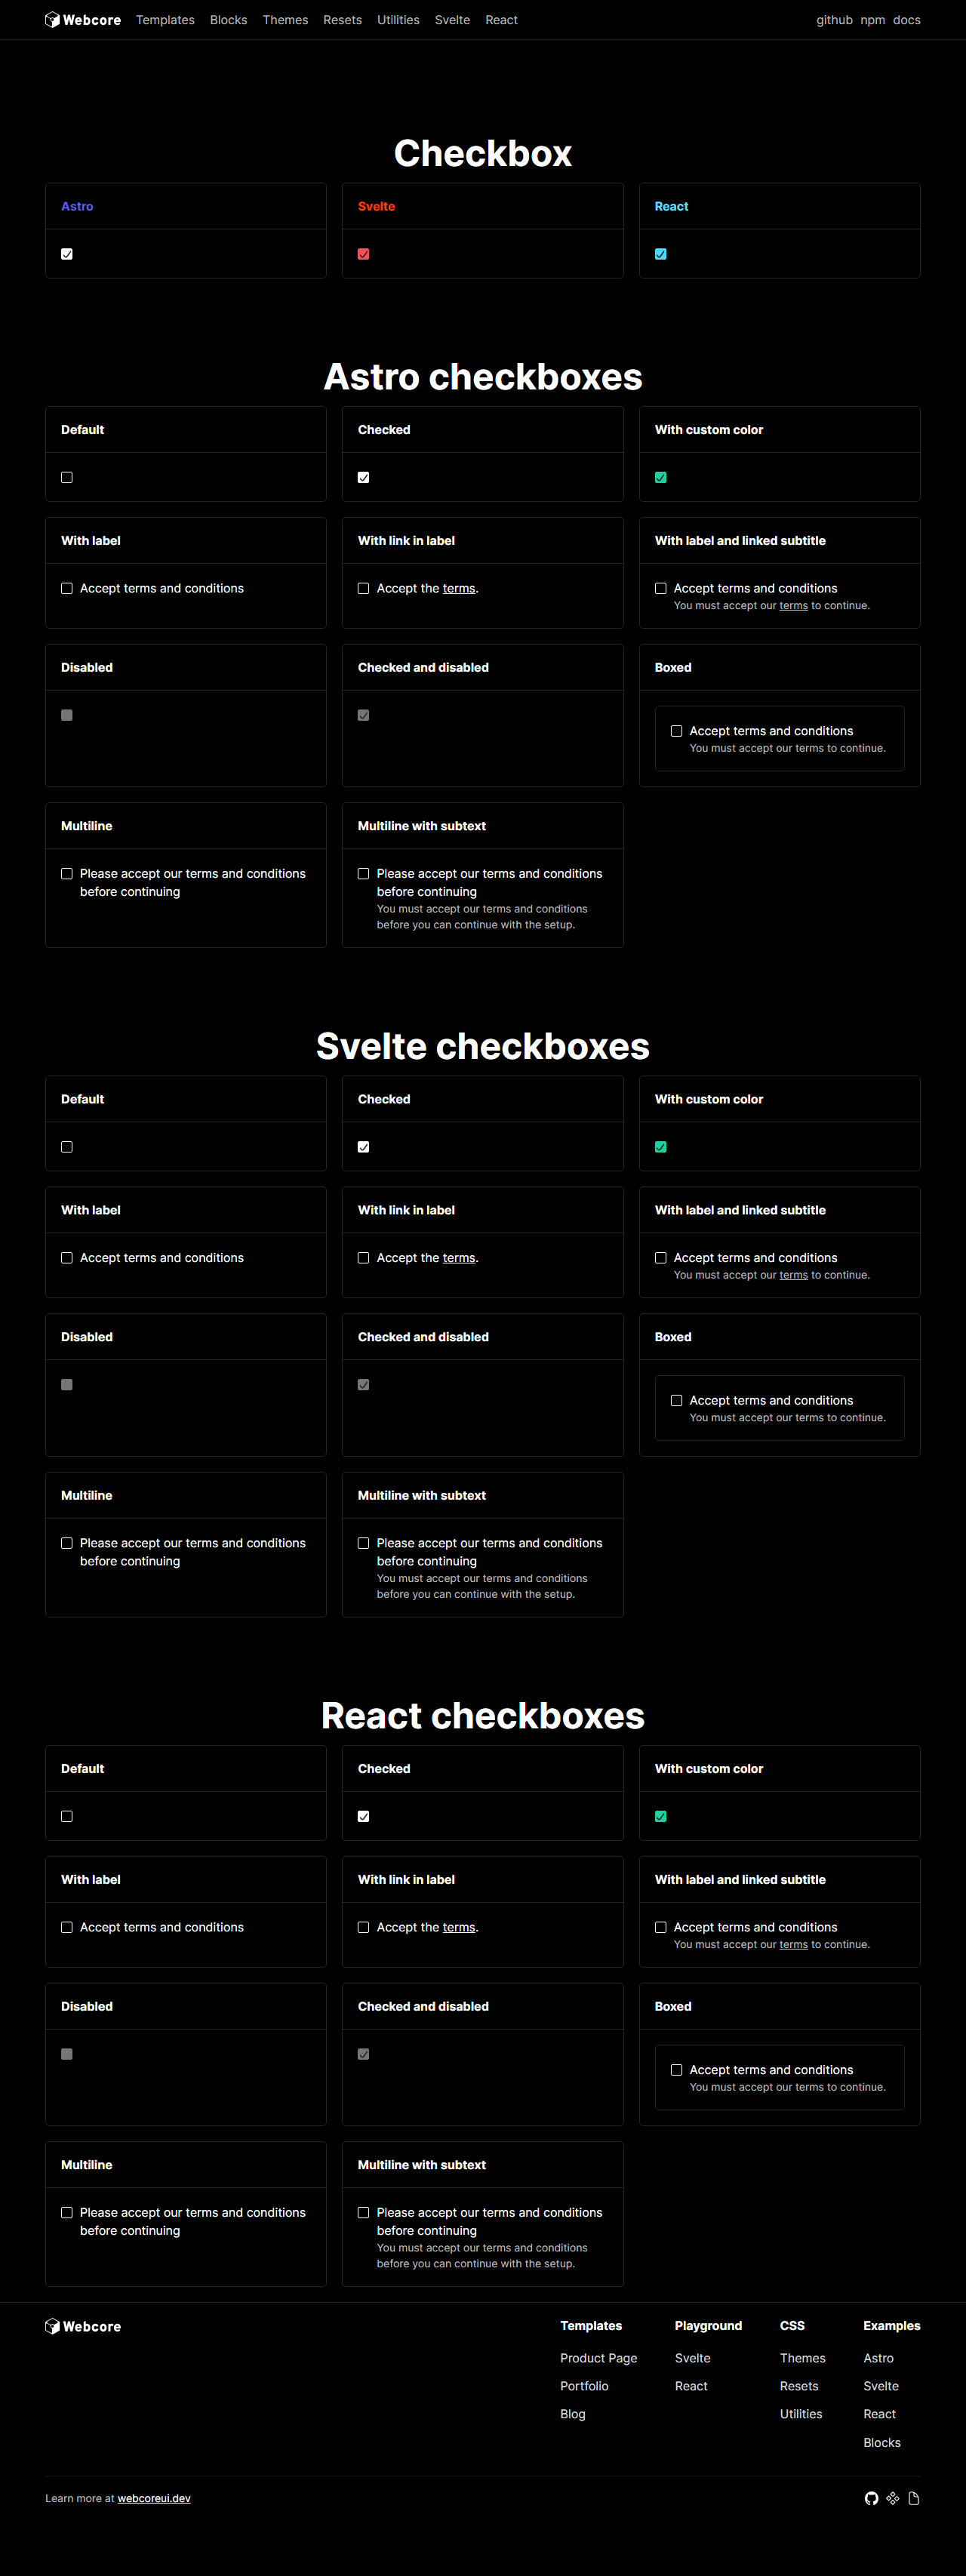 Webcore Templates Blocks Themes Resets Utilities Svelte React github npm docs
Checkbox
Astro Svelte React
Astro checkboxes
Default Checked With custom color
With label With link in label With label and linked subtitle
Accept terms and conditions Accept the terms. Accept terms and conditions
You must accept our terms to continue.
Disabled Checked and disabled Boxed
Accept terms and conditions
You must accept our terms to continue.
Multiline Multiline with subtext
Please accept our terms and conditions Please accept our terms and conditions
before continuing before continuing
You must accept our terms and conditions
before you can continue with the setup.
Svelte checkboxes
Default Checked With custom color
With label With link in label With label and linked subtitle
Accept terms and conditions Accept the terms. Accept terms and conditions
You must accept our terms to continue.
Disabled Checked and disabled Boxed
Accept terms and conditions
You must accept our terms to continue.
Multiline Multiline with subtext
Please accept our terms and conditions Please accept our terms and conditions
before continuing before continuing
You must accept our terms and conditions
before you can continue with the setup.
React checkboxes
Default Checked With custom color
With label With link in label With label and linked subtitle
Accept terms and conditions Accept the terms. Accept terms and conditions
You must accept our terms to continue.
Disabled Checked and disabled Boxed
Accept terms and conditions
You must accept our terms to continue.
Multiline Multiline with subtext
Please accept our terms and conditions Please accept our terms and conditions
before continuing before continuing
You must accept our terms and conditions
before you can continue with the setup.
Webcore Templates Playground CSS Examples
Product Page Svelte Themes Astro
Portfolio React Resets Svelte
Blog Utilities React
Blocks
Learn more at webcoreui.dev